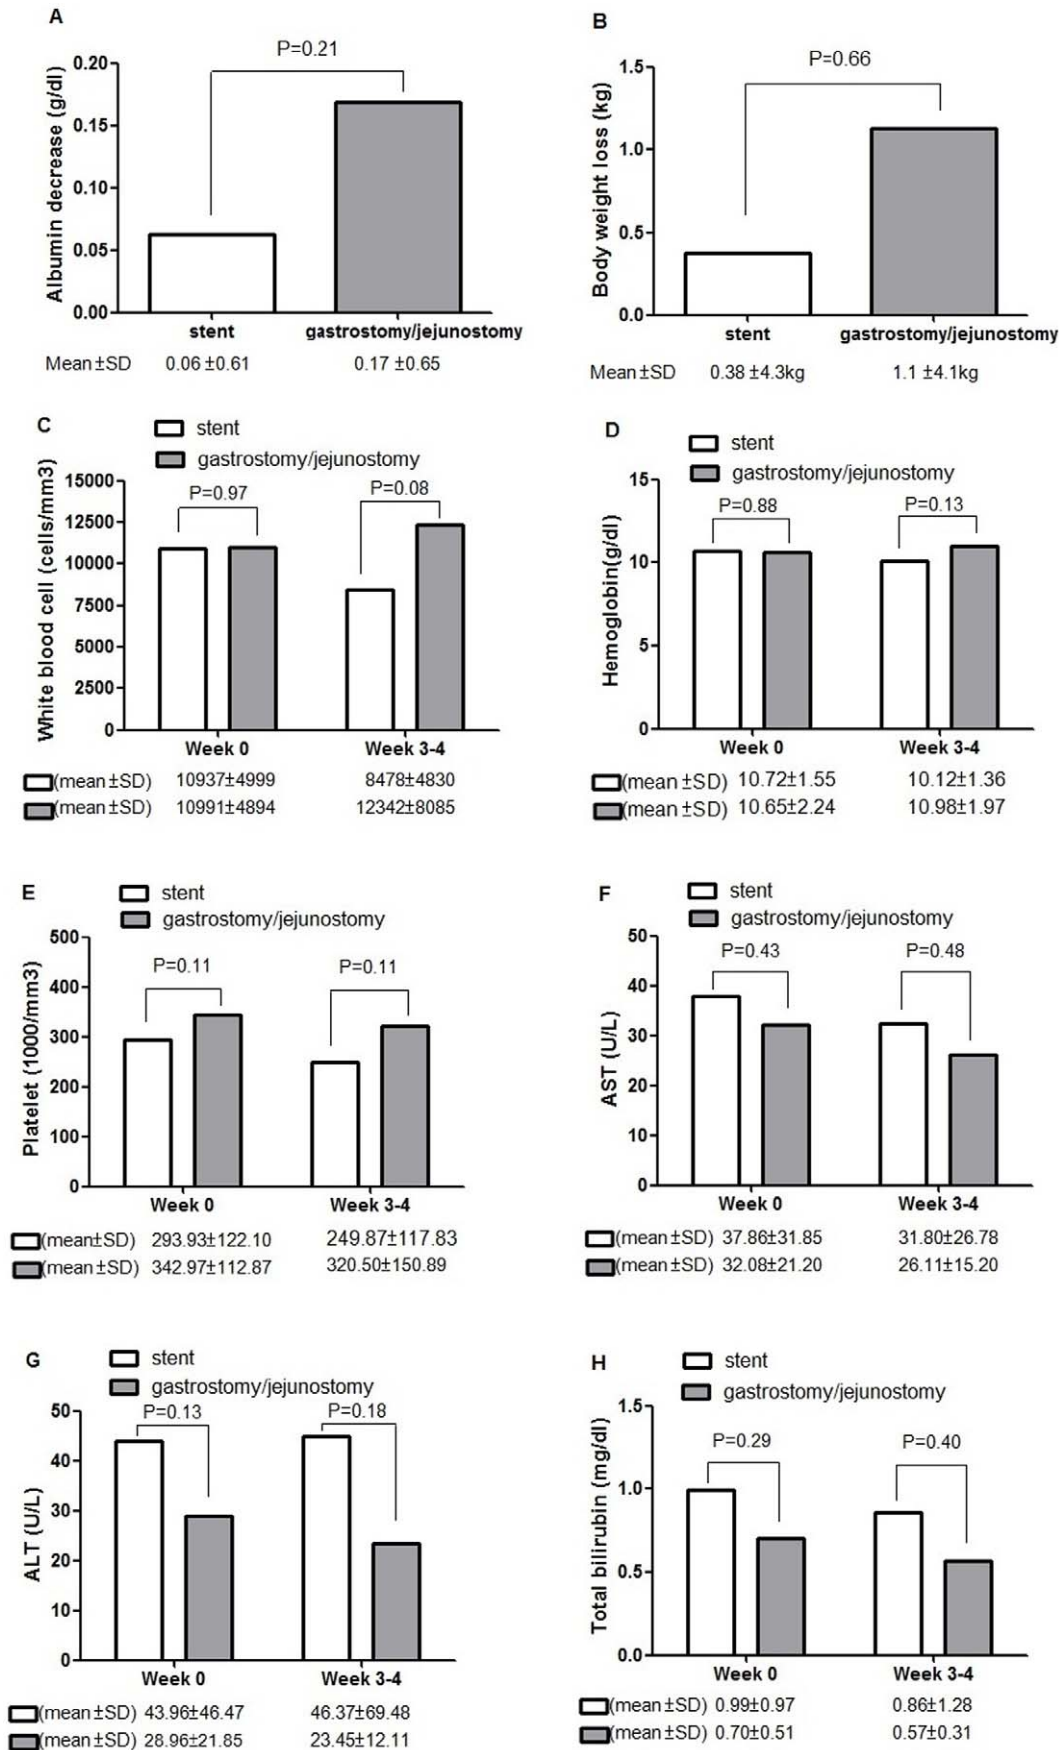 A
P=0.21
Albumin decrease (g/dl)
0.20
0.15
0.10
0.05
0.00
stent gastrostomy/jejunostomy
Mean±SD 0.06 ±0.61 0.17 ±0.65
B
P=0.66
Body weight loss (kg)
1.5
1.0
0.5
0.0
stent gastrostomy/jejunostomy
Mean±SD 0.38 ±4.3kg 1.1 ±4.1kg
C
stent
gastrostomy/jejunostomy
White blood cell (cells/mm3)
15000
12500
10000
7500
5000
2500
0
P=0.97 P=0.08
Week 0 Week 3-4
(mean±SD) 10937±4999 8478±4830
(mean±SD) 10991±4894 12342±8085
D
stent
gastrostomy/jejunostomy
Hemoglobin(g/dl)
15
10
5
0
P=0.88 P=0.13
Week 0 Week 3-4
(mean±SD) 10.72±1.55 10.12±1.36
(mean±SD) 10.65±2.24 10.98±1.97
E
stent
gastrostomy/jejunostomy
Platelet (1000/mm3)
500
400
300
200
100
0
P=0.11 P=0.11
Week 0 Week 3-4
(mean±SD) 293.93±122.10 249.87±117.83
(mean±SD) 342.97±112.87 320.50±150.89
F
stent
gastrostomy/jejunostomy
AST (U/L)
50
40
30
20
10
0
P=0.43 P=0.48
Week 0 Week 3-4
(mean±SD) 37.86±31.85 31.80±26.78
(mean±SD) 32.08±21.20 26.11±15.20
G
stent
gastrostomy/jejunostomy
ALT (U/L)
50
40
30
20
10
0
P=0.13 P=0.18
Week 0 Week 3-4
(mean±SD) 43.96±46.47 46.37±69.48
(mean±SD) 28.96±21.85 23.45±12.11
H
stent
gastrostomy/jejunostomy
Total bilirubin (mg/dl)
1.5
1.0
0.5
0.0
P=0.29 P=0.40
Week 0 Week 3-4
(mean±SD) 0.99±0.97 0.86±1.28
(mean±SD) 0.70±0.51 0.57±0.31